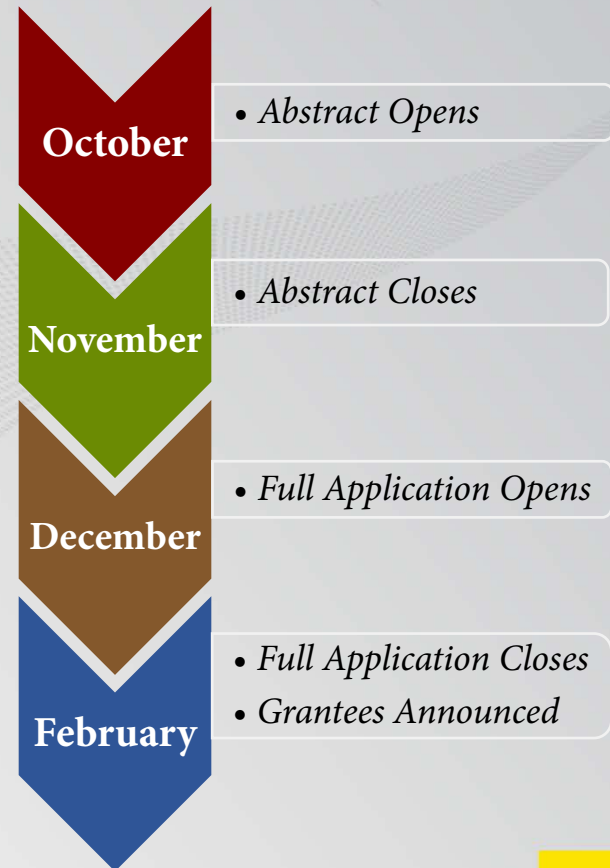 October
• Abstract Opens
November
• Abstract Closes
December
• Full Application Opens
February
• Full Application Closes
• Grantees Announced